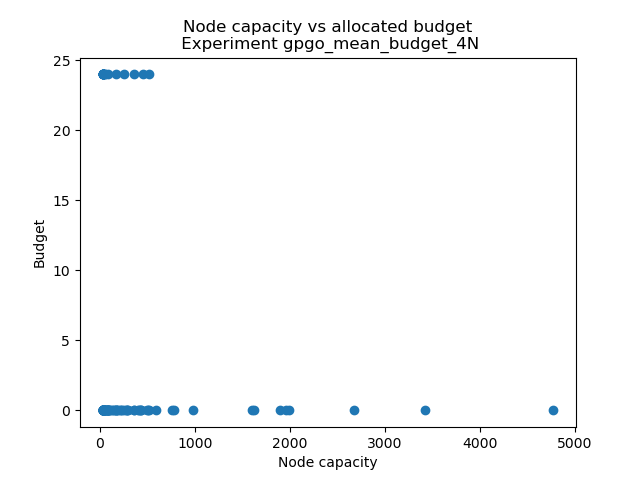 Node capacity vs allocated budget
Experiment gpgo_mean_budget_4N
25
20
15
10
5
0
Budget
0 1000 2000 3000 4000 5000
Node capacity